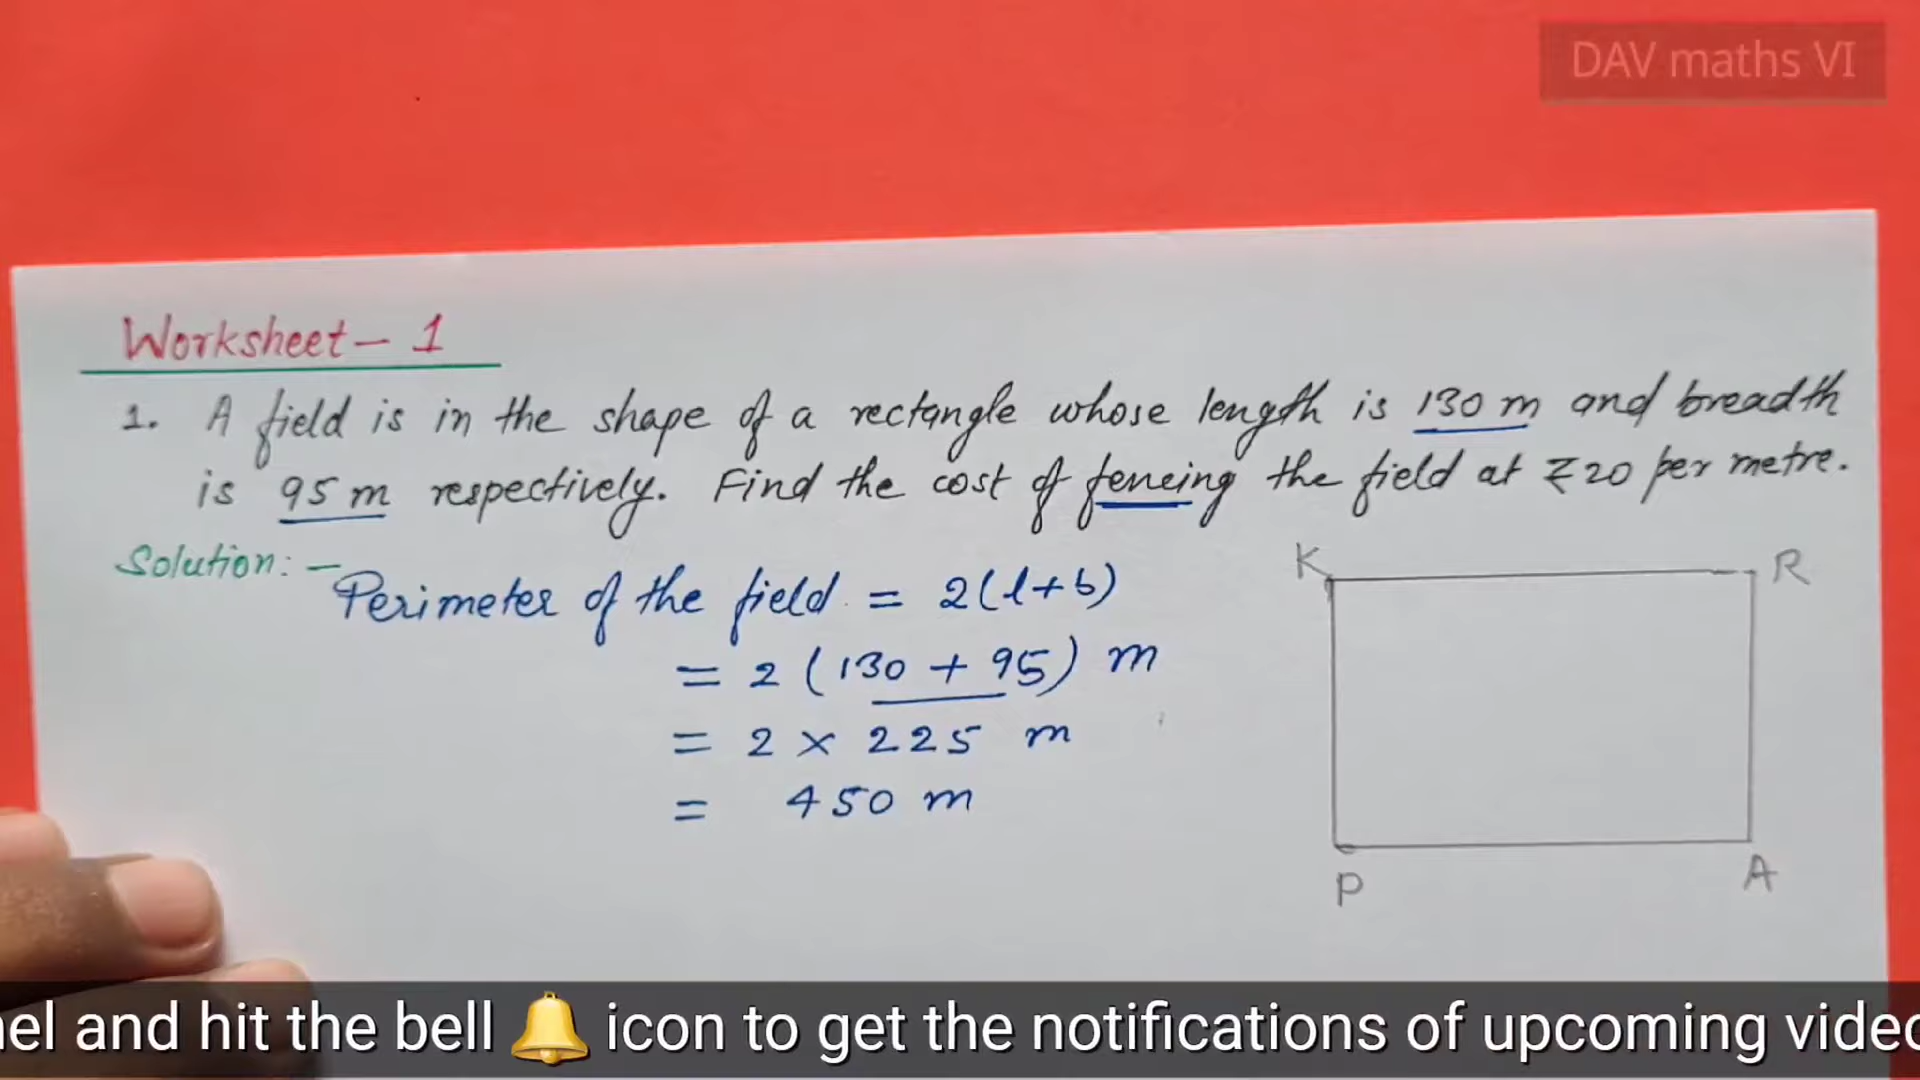 DAV maths VI
Worksheet - 1
1. A field is in the shape of a rectangle whose length is 130 m and breadth
is 95 m respectively. Find the cost of fencing the field at ₹20 per metre.
Solution: -
Perimeter of the field = 2(l+b)
= 2 (130 + 95) m
= 2 × 225 m
= 450 m
K R
P A
and hit the bell 🔔 icon to get the notifications of upcoming